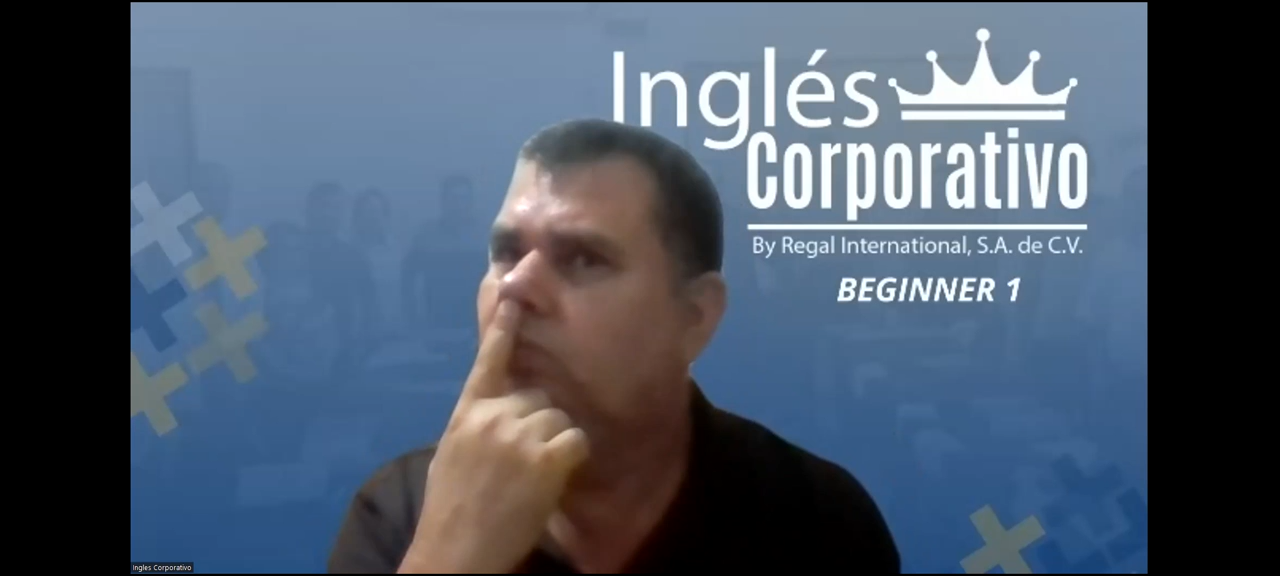 Inglés
Corporativo
By Regal International, S.A. de C.V.
BEGINNER 1
Ingles Corporativo